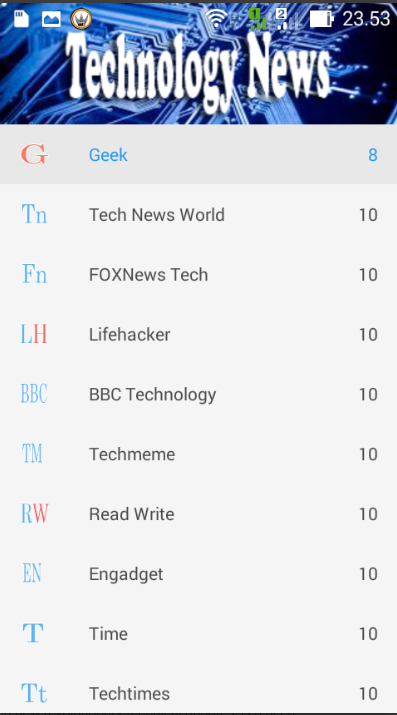 23.53
Technology News
G Geek 8
Tn Tech News World 10
Fn FOXNews Tech 10
LH Lifehacker 10
BBC BBC Technology 10
TM Techmeme 10
RW Read Write 10
EN Engadget 10
T Time 10
Tt Techtimes 10